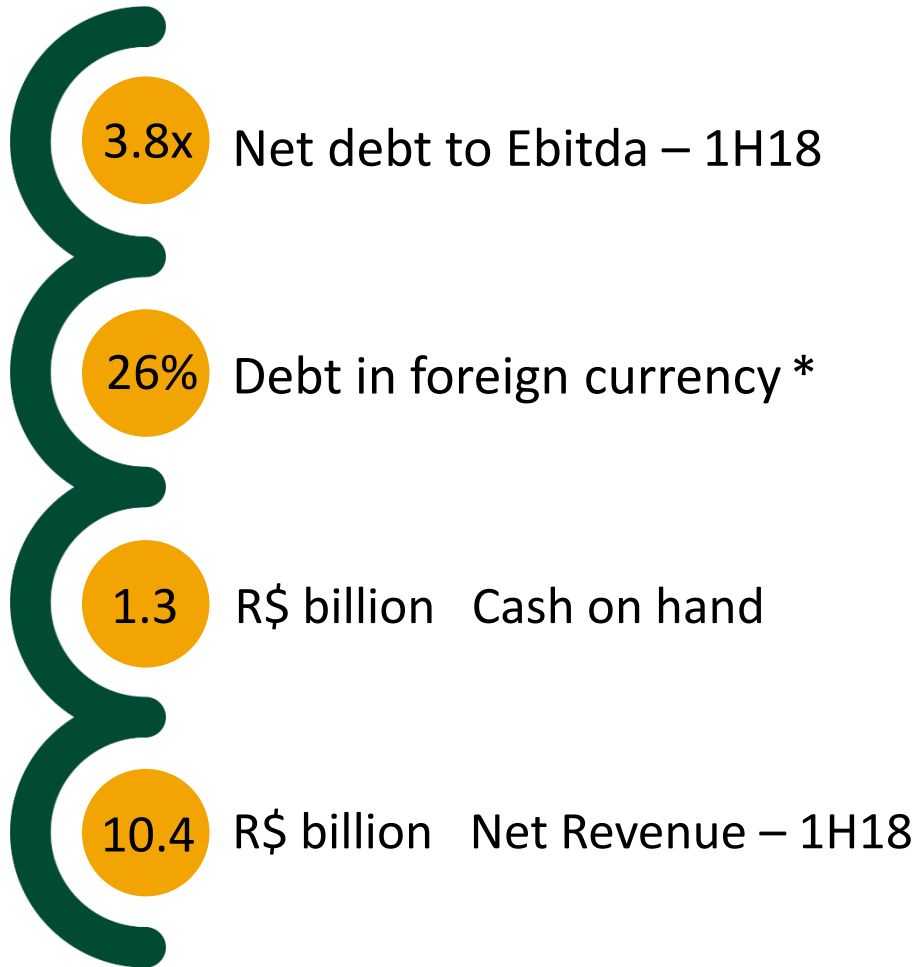 3.8x Net debt to Ebitda – 1H18
26% Debt in foreign currency *
1.3 R$ billion Cash on hand
10.4 R$ billion Net Revenue – 1H18